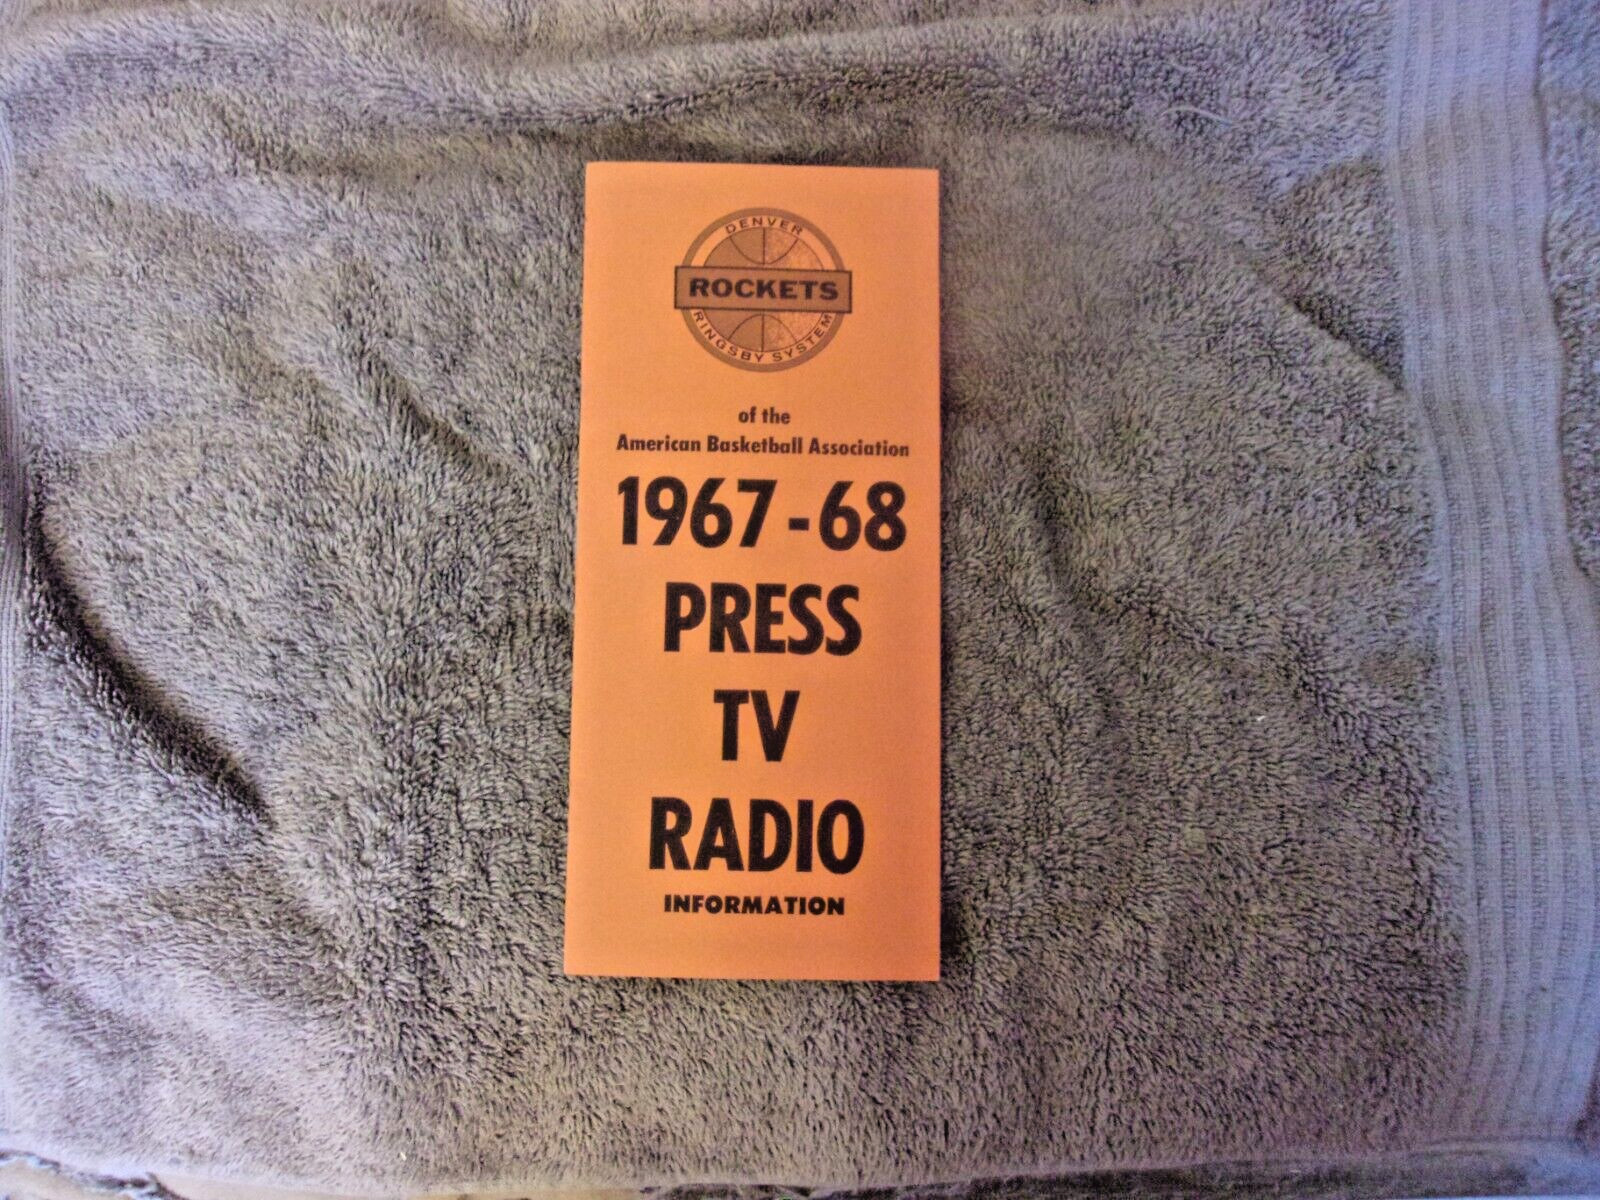 DENVER
ROCKETS
RINGSBY SYSTEM
of the
American Basketball Association
1967-68
PRESS
TV
RADIO
INFORMATION